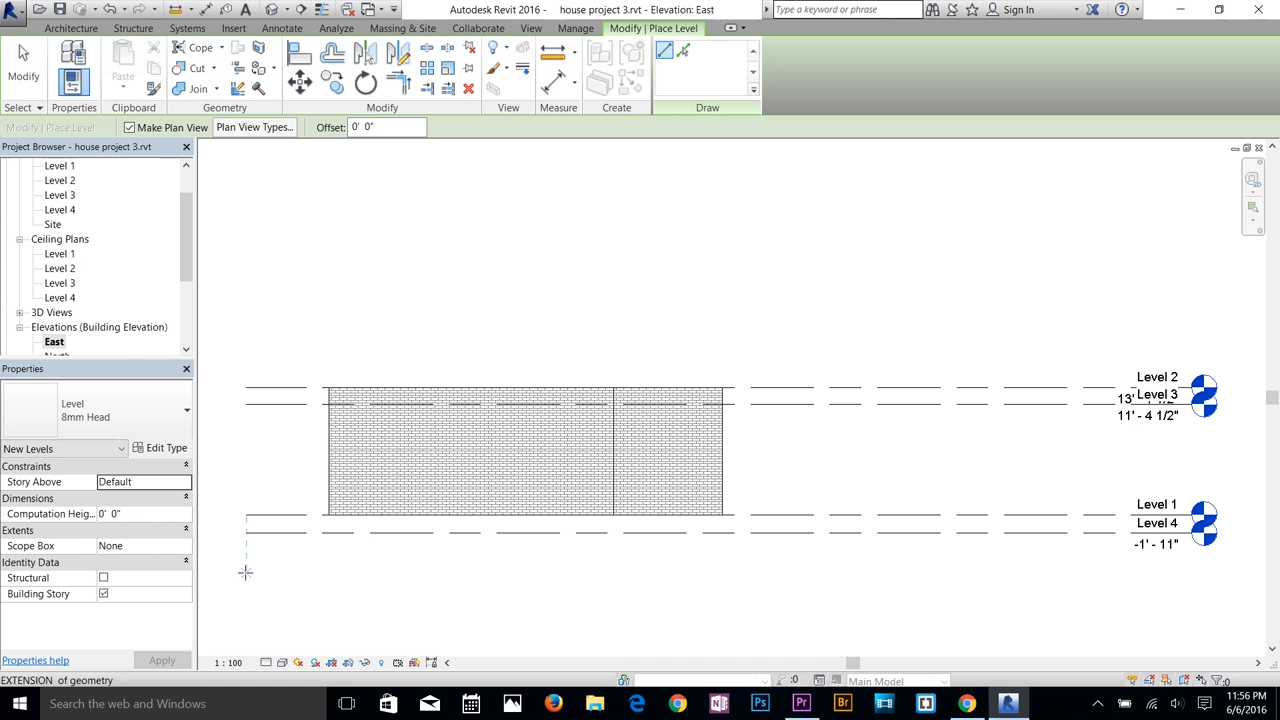 Autodesk Revit 2016 - house project 3.rvt - Elevation: East
Type a keyword or phrase
Sign In
Architecture Structure Systems Insert Annotate Analyze Massing & Site Collaborate View Manage Add-Ins Modify | Place Level
Modify
Paste
Cope
Cut
Join
Select Properties Clipboard Geometry Modify View Measure Create Draw
Modify | Place Level
Make Plan View
Plan View Types...
Offset: 0' 0"
Project Browser - house project 3.rvt
Level 1
Level 2
Level 3
Level 4
Site
Ceiling Plans
Level 1
Level 2
Level 3
Level 4
3D Views
Elevations (Building Elevation)
East
North
Properties
Level
8mm Head
New Levels
Edit Type
Constraints
Story Above Default
Dimensions
Computation Heig... 0' 0"
Extents
Scope Box None
Identity Data
Structural
Building Story
Properties help
Apply
Level 2
Level 3
11' - 4 1/2"
Level 1
Level 4
-1' - 11"
1 : 100
EXTENSION of geometry
:0
Main Model
:0
Search the web and Windows
11:56 PM
6/6/2016